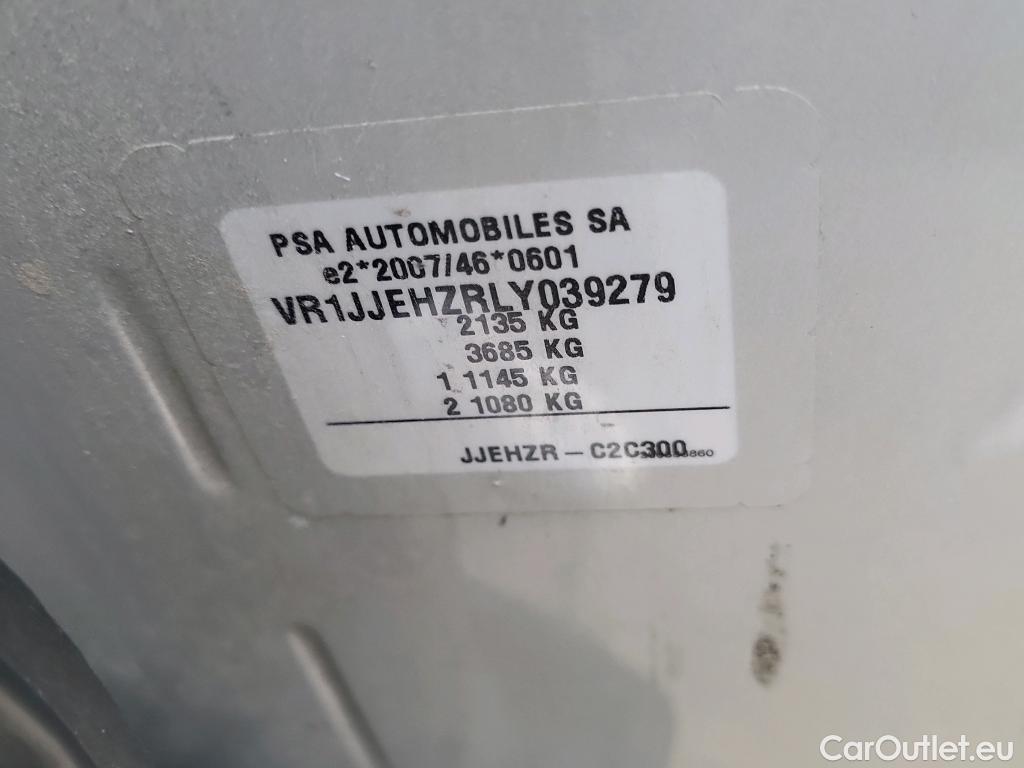 PSA AUTOMOBILES SA
e2*2007/46*0601
VR1JJEHZRLY039279
2135 KG
3685 KG
1 1145 KG
2 1080 KG
JJEHZR – C2C300
CarOutlet.eu